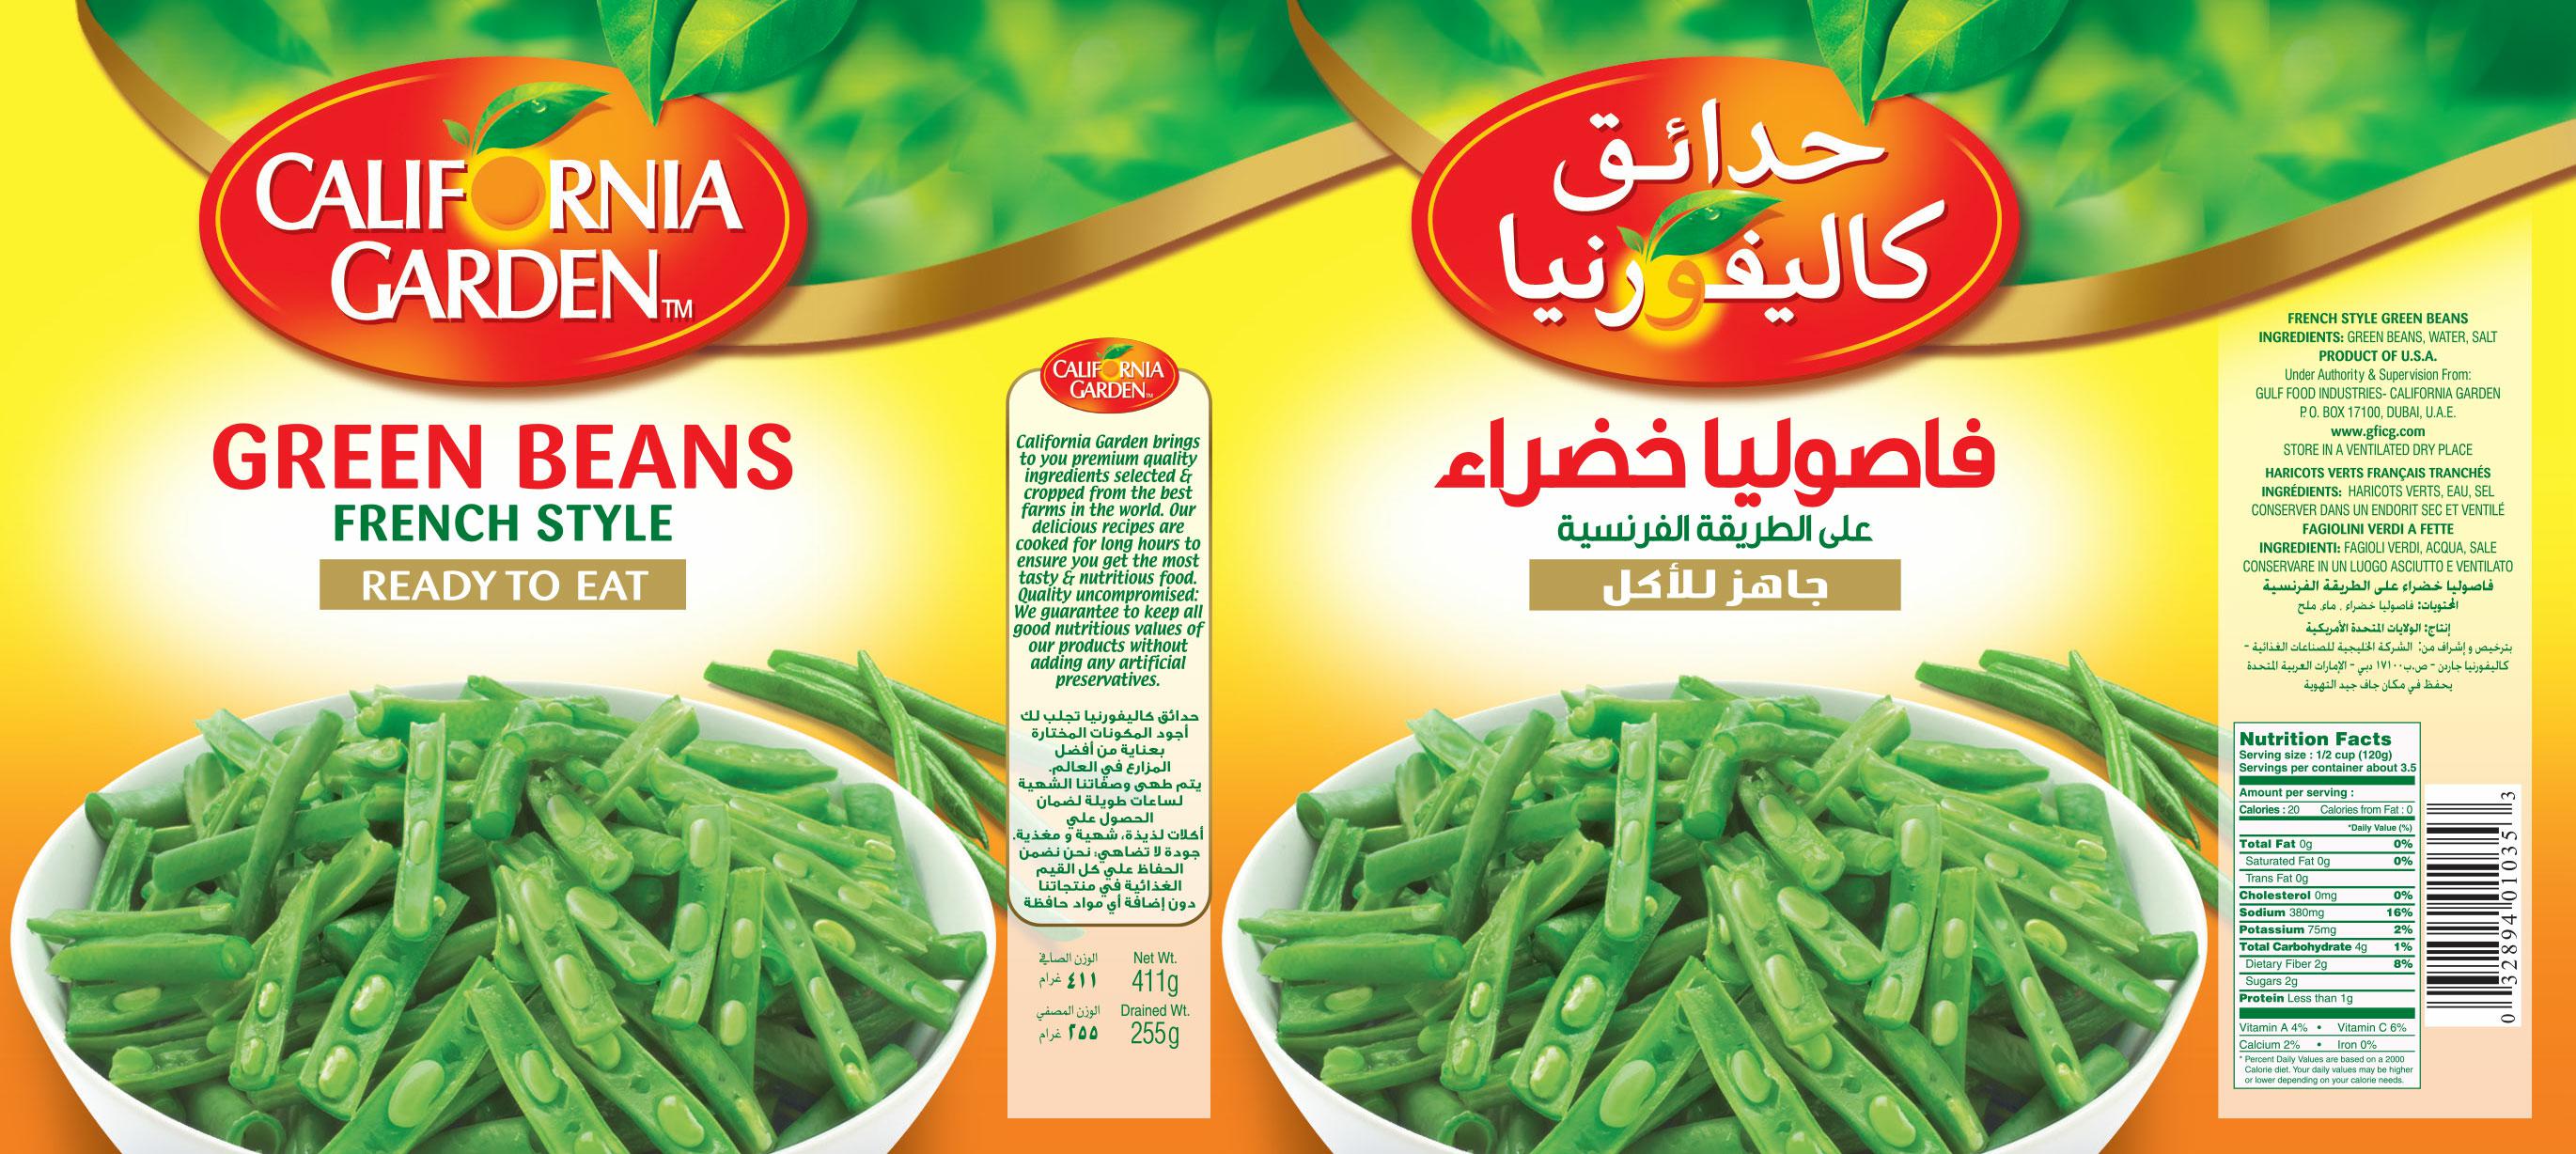 CALIFORNIA
GARDEN™
GREEN BEANS
FRENCH STYLE
READY TO EAT
CALIFORNIA
GARDEN™
California Garden brings
to you premium quality
ingredients selected &
cropped from the best
farms in the world. Our
delicious recipes are
cooked for long hours to
ensure you get the most
tasty & nutritious food.
Quality uncompromised:
We guarantee to keep all
good nutritious values of
our products without
adding any artificial
preservatives.
حدائق كاليفورنيا تجلب لك
أجود المكونات المختارة
بعناية من أفضل
المزارع في العالم.
يتم طهي وصفاتنا الشهية
لساعات طويلة لضمان
الحصول علي
أكلات لذيذة، شهية و مغذية.
جودة لا تضاهي: نحن نضمن
الحفاظ علي كل القيم
الغذائية في منتجاتنا
دون إضافة أي مواد حافظة
Net Wt. الوزن الصافي
411g ٤١١ غرام
Drained Wt. الوزن المصفي
255g ٢٥٥ غرام
حدائق
كاليفورنيا
فاصوليا خضراء
على الطريقة الفرنسية
جاهز للأكل
FRENCH STYLE GREEN BEANS
INGREDIENTS: GREEN BEANS, WATER, SALT
PRODUCT OF U.S.A.
Under Authority & Supervision From:
GULF FOOD INDUSTRIES- CALIFORNIA GARDEN
P.O. BOX 17100, DUBAI, U.A.E.
www.gficg.com
STORE IN A VENTILATED DRY PLACE
HARICOTS VERTS FRANÇAIS TRANCHÉS
INGRÉDIENTS: HARICOTS VERTS, EAU, SEL
CONSERVER DANS UN ENDORIT SEC ET VENTILÉ
FAGIOLINI VERDI A FETTE
INGREDIENTI: FAGIOLI VERDI, ACQUA, SALE
CONSERVARE IN UN LUOGO ASCIUTTO E VENTILATO
فاصوليا خضراء على الطريقة الفرنسية
المحتويات: فاصوليا خضراء ، ماء، ملح
إنتاج: الولايات المتحدة الأمريكية
بترخيص و إشراف من: الشركة الخليجية للصناعات الغذائية -
كاليفورنيا جاردن - ص.ب ١٧١٠٠ دبي - الإمارات العربية المتحدة
يحفظ في مكان جاف جيد التهوية
Nutrition Facts
Serving size : 1/2 cup (120g)
Servings per container about 3.5
Amount per serving :
Calories : 20 Calories from Fat : 0
*Daily Value (%)
Total Fat 0g 0%
Saturated Fat 0g 0%
Trans Fat 0g
Cholesterol 0mg 0%
Sodium 380mg 16%
Potassium 75mg 2%
Total Carbohydrate 4g 1%
Dietary Fiber 2g 8%
Sugars 2g
Protein Less than 1g
Vitamin A 4% • Vitamin C 6%
Calcium 2% • Iron 0%
* Percent Daily Values are based on a 2000
Calorie diet. Your daily values may be higher
or lower depending on your calorie needs.
0 32894 01035 3